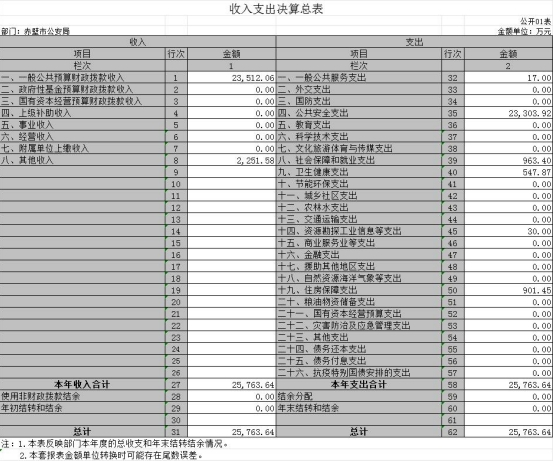 收入支出决算总表
公开01表
部门：赤壁市公安局 金额单位：万元
收入 支出
项目 行次 金额 项目 行次 金额
栏次 1 栏次 2
一、一般公共预算财政拨款收入 1 23,512.06 一、一般公共服务支出 32 17.00
二、政府性基金预算财政拨款收入 2 0.00 二、外交支出 33 0.00
三、国有资本经营预算财政拨款收入 3 0.00 三、国防支出 34 0.00
四、上级补助收入 4 0.00 四、公共安全支出 35 23,303.92
五、事业收入 5 0.00 五、教育支出 36 0.00
六、经营收入 6 0.00 六、科学技术支出 37 0.00
七、附属单位上缴收入 7 0.00 七、文化旅游体育与传媒支出 38 0.00
八、其他收入 8 2,251.58 八、社会保障和就业支出 39 963.40
9 九、卫生健康支出 40 547.87
10 十、节能环保支出 41 0.00
11 十一、城乡社区支出 42 0.00
12 十二、农林水支出 43 0.00
13 十三、交通运输支出 44 0.00
14 十四、资源勘探工业信息等支出 45 30.00
15 十五、商业服务业等支出 46 0.00
16 十六、金融支出 47 0.00
17 十七、援助其他地区支出 48 0.00
18 十八、自然资源海洋气象等支出 49 0.00
19 十九、住房保障支出 50 901.45
20 二十、粮油物资储备支出 51 0.00
21 二十一、国有资本经营预算支出 52 0.00
22 二十二、灾害防治及应急管理支出 53 0.00
23 二十三、其他支出 54 0.00
24 二十四、债务还本支出 55 0.00
25 二十五、债务付息支出 56 0.00
26 二十六、抗疫特别国债安排的支出 57 0.00
本年收入合计 27 25,763.64 本年支出合计 58 25,763.64
使用非财政拨款结余 28 0.00 结余分配 59 0.00
年初结转和结余 29 0.00 年末结转和结余 60 0.00
30 61
总计 31 25,763.64 总计 62 25,763.64
注：1.本表反映部门本年度的总收支和年末结转结余情况。
2.本套报表金额单位转换时可能存在尾数误差。